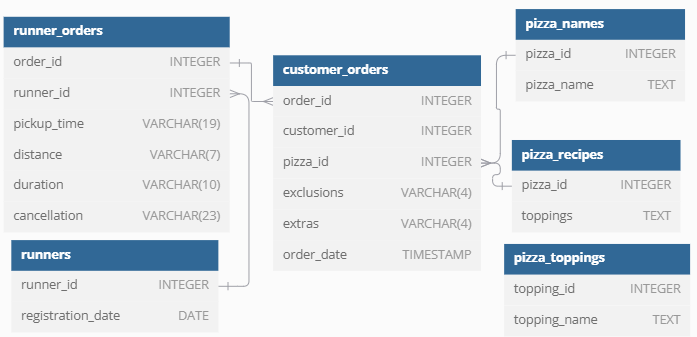 runner_orders
order_id INTEGER
runner_id INTEGER
pickup_time VARCHAR(19)
distance VARCHAR(7)
duration VARCHAR(10)
cancellation VARCHAR(23)
runners
runner_id INTEGER
registration_date DATE
customer_orders
order_id INTEGER
customer_id INTEGER
pizza_id INTEGER
exclusions VARCHAR(4)
extras VARCHAR(4)
order_date TIMESTAMP
pizza_names
pizza_id INTEGER
pizza_name TEXT
pizza_recipes
pizza_id INTEGER
toppings TEXT
pizza_toppings
topping_id INTEGER
topping_name TEXT